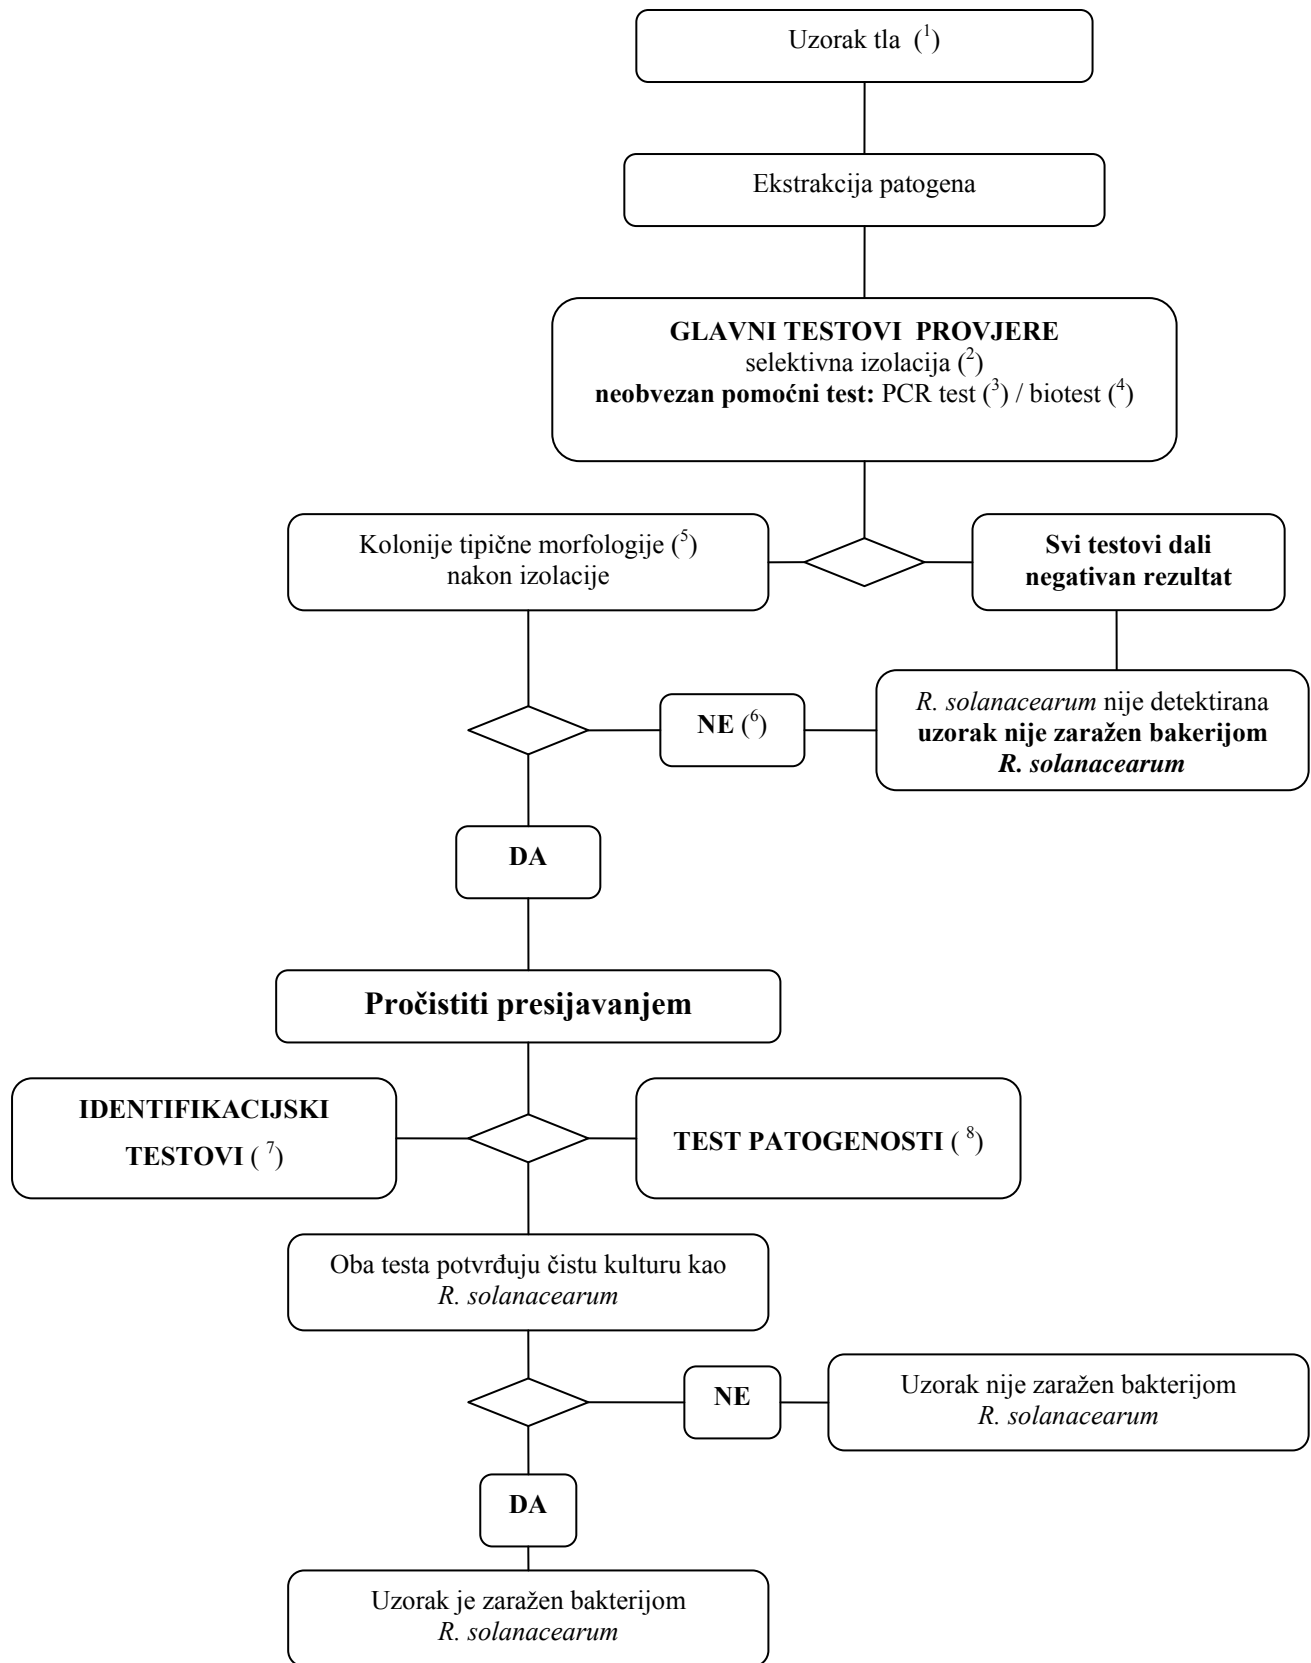 Uzorak tla (1)
Ekstrakcija patogena
GLAVNI TESTOVI PROVJERE
selektivna izolacija (2)
neobvezan pomoćni test: PCR test (3) / biotest (4)
Kolonije tipične morfologije (5)
nakon izolacije
Svi testovi dali
negativan rezultat
NE (6)
R. solanacearum nije detektirana
uzorak nije zaražen bakerijom
R. solanacearum
DA
Pročistiti presijavanjem
IDENTIFIKACIJSKI
TESTOVI ( 7)
TEST PATOGENOSTI ( 8)
Oba testa potvrđuju čistu kulturu kao
R. solanacearum
NE
Uzorak nije zaražen bakterijom
R. solanacearum
DA
Uzorak je zaražen bakterijom
R. solanacearum